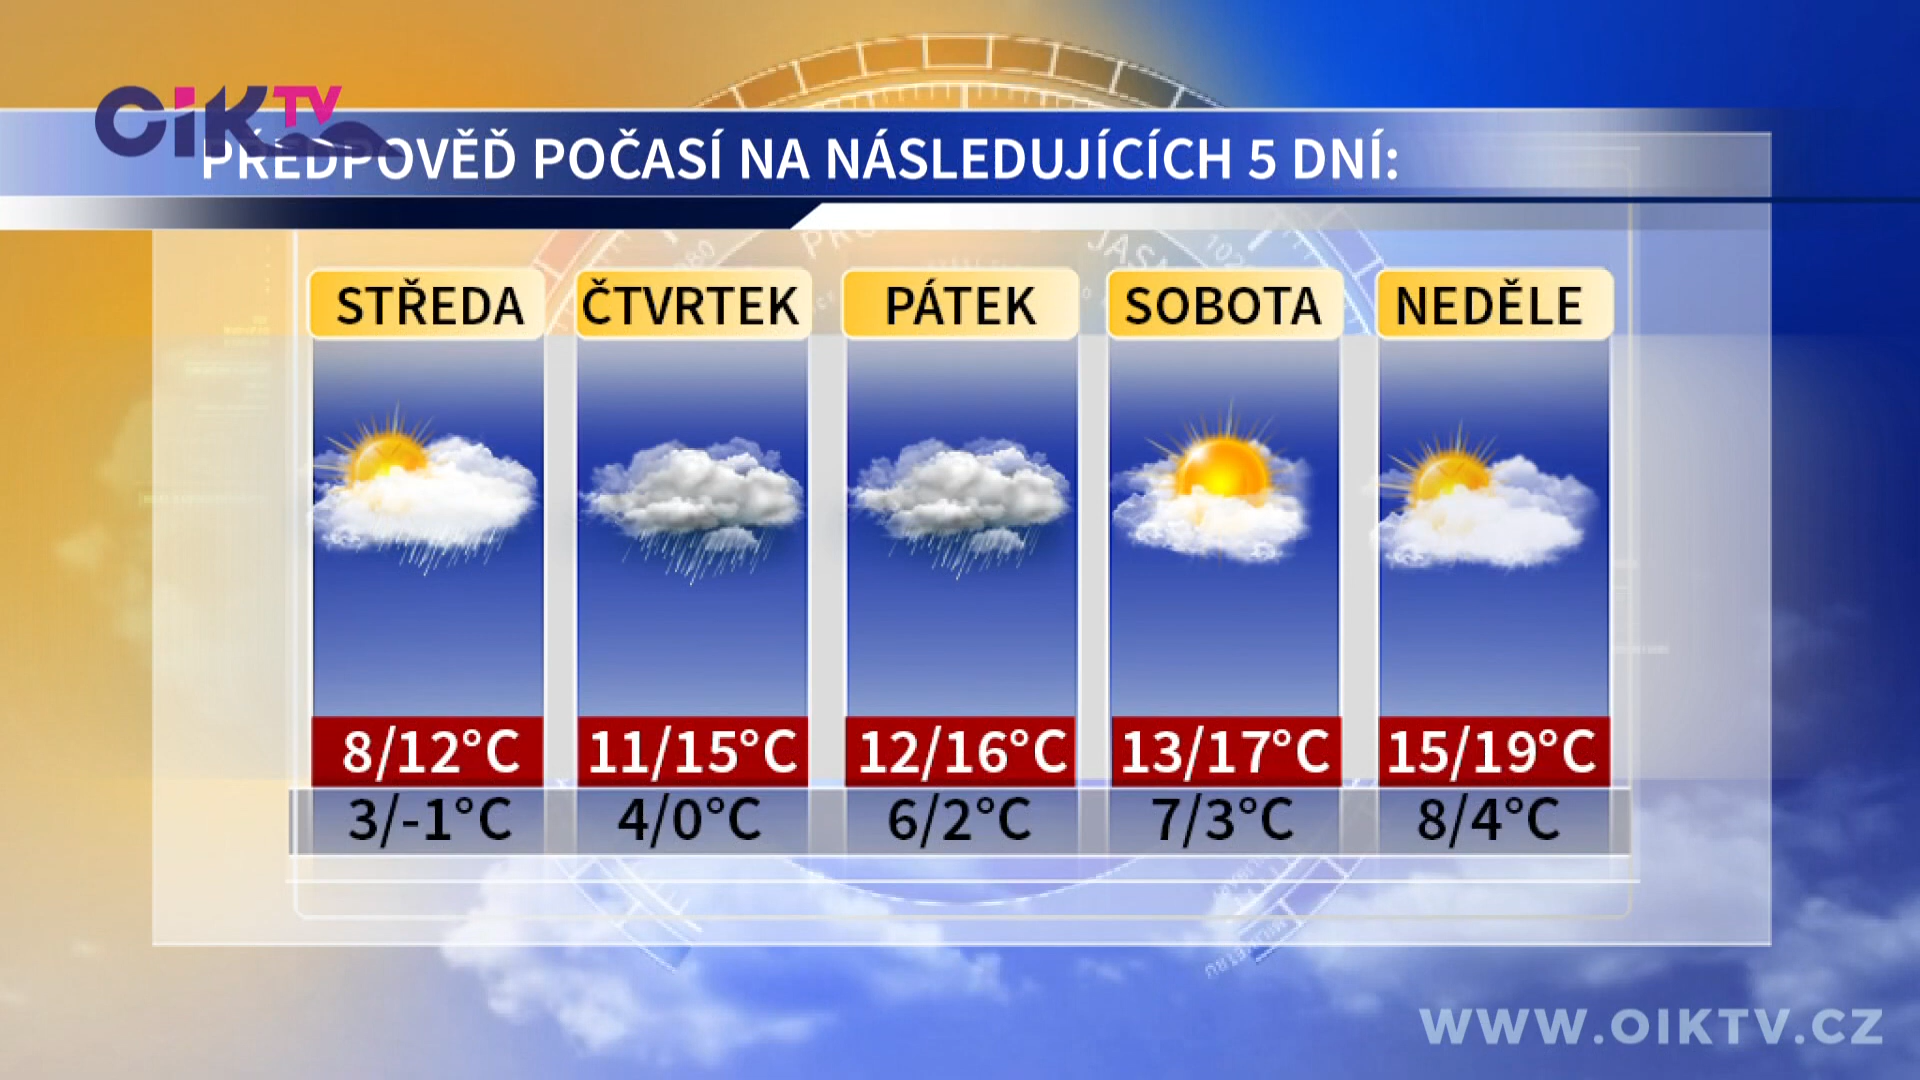 OIK TV
PŘEDPOVĚĎ POČASÍ NA NÁSLEDUJÍCÍCH 5 DNÍ:
STŘEDA ČTVRTEK PÁTEK SOBOTA NEDĚLE
8/12°C 11/15°C 12/16°C 13/17°C 15/19°C
3/-1°C 4/0°C 6/2°C 7/3°C 8/4°C
WWW.OIKTV.CZ